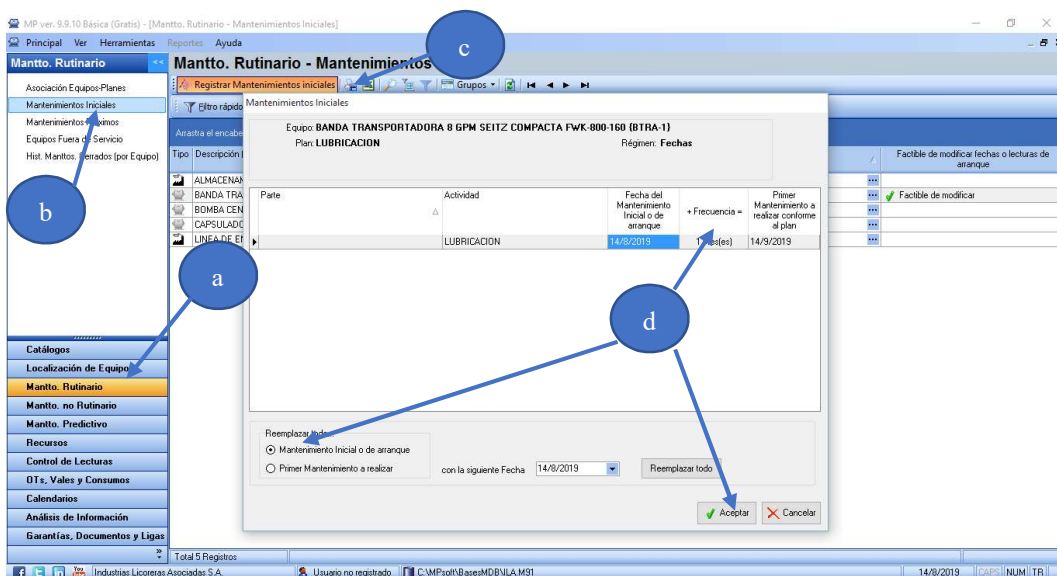 MP ver. 9.9.10 Básica (Gratis) - [Mantto. Rutinario - Mantenimientos Iniciales]
Principal Ver Herramientas Reportes Ayuda
Mantto. Rutinario <<
Asociación Equipos-Planes
Mantenimientos Iniciales
Equipos Fuera de Servicio
Hist. Manttos. Cerrados (por Equipo)
b
a
Catálogos
Localización de Equipo
Mantto. Rutinario
Mantto. no Rutinario
Mantto. Predictivo
Recursos
Control de Lecturas
OTs, Vales y Consumos
Calendarios
Análisis de Información
Garantías, Documentos y Ligas
»
Mantto. Rutinario - Mantenimientos
c
Registrar Mantenimientos iniciales Grupos
Filtro rápido
Arrastra el encabe
Tipo Descripción (
ALMACENAM
BANDA TRA
BOMBA CEN
CAPSULADO
LINEA DE E
Factible de modificar fechas o lecturas de arranque
Factible de modificar
Mantenimientos Iniciales
Equipo: BANDA TRANSPORTADORA 8 GPM SEITZ COMPACTA FWK-800-160 (BTRA-1)
Plan: LUBRICACION Régimen: Fechas
Parte Actividad Fecha del Mantenimiento Inicial o de arranque + Frecuencia = Primer Mantenimiento a realizar conforme al plan
LUBRICACION 14/8/2019 14/9/2019
d
Reemplazar
Mantenimiento Inicial o de arranque
Primer Mantenimiento a realizar
con la siguiente Fecha 14/8/2019 Reemplazar todo
Aceptar Cancelar
Total 5 Registros
Industrias Licoreras Asociadas S.A. Usuario no registrado C:\MPsoft\BasesMDB\ILA.M91 14/8/2019 CAPS NUM TR